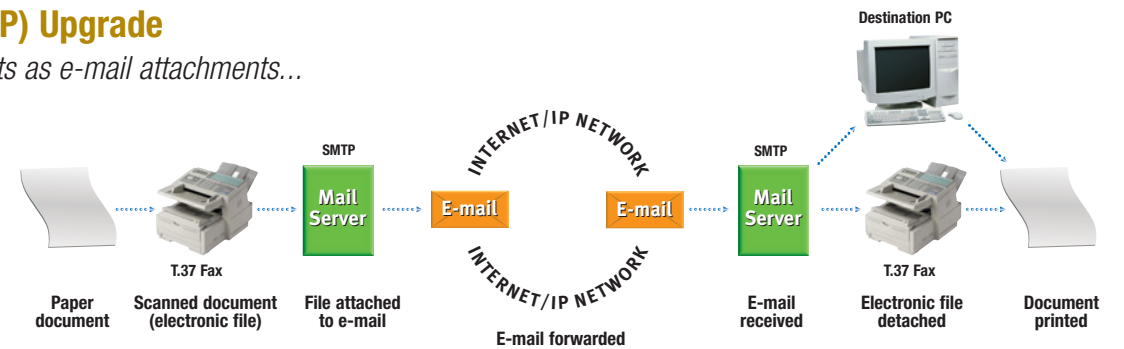 P) Upgrade
ts as e-mail attachments...
Destination PC
INTERNET/IP NETWORK
SMTP
SMTP
Mail
Server
E-mail
E-mail
Mail
Server
INTERNET/IP NETWORK
T.37 Fax
T.37 Fax
Paper
document
Scanned document
(electronic file)
File attached
to e-mail
E-mail forwarded
E-mail
received
Electronic file
detached
Document
printed